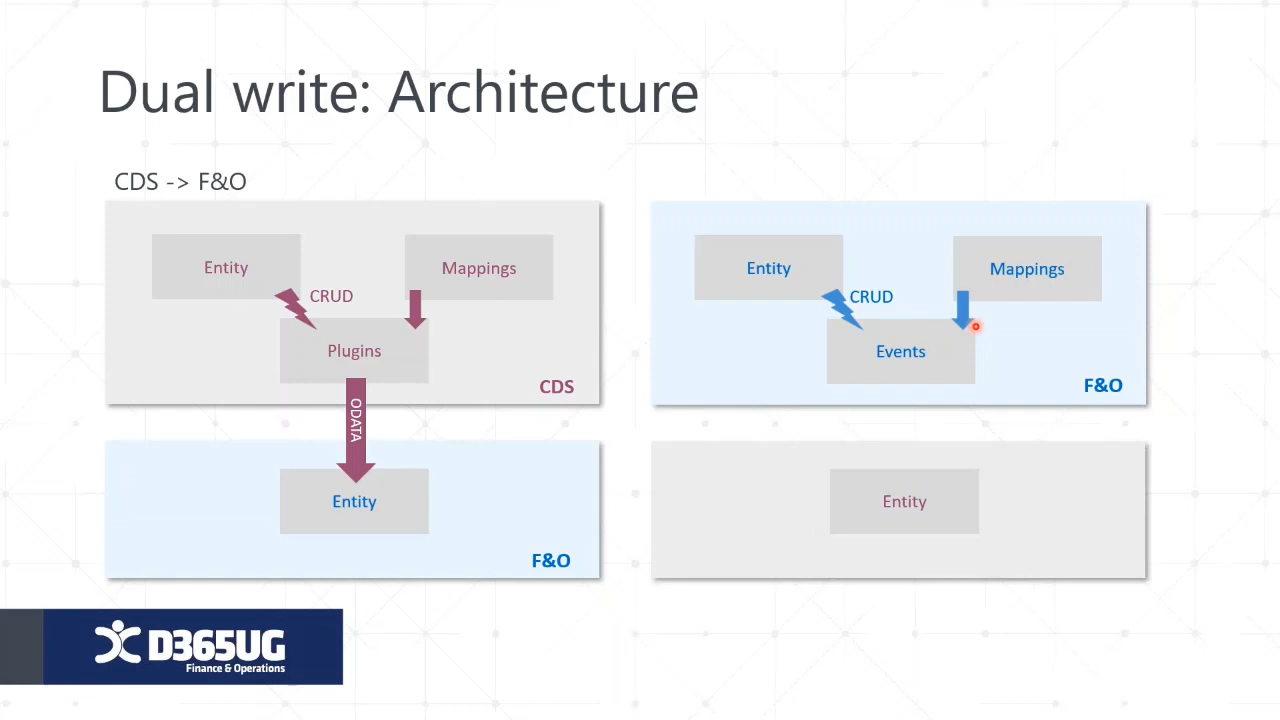 Dual write: Architecture
CDS -> F&O
Entity
Mappings
CRUD
Plugins
CDS
ODATA
Entity
F&O
Entity
Mappings
CRUD
Events
F&O
Entity
D365UG
Finance & Operations